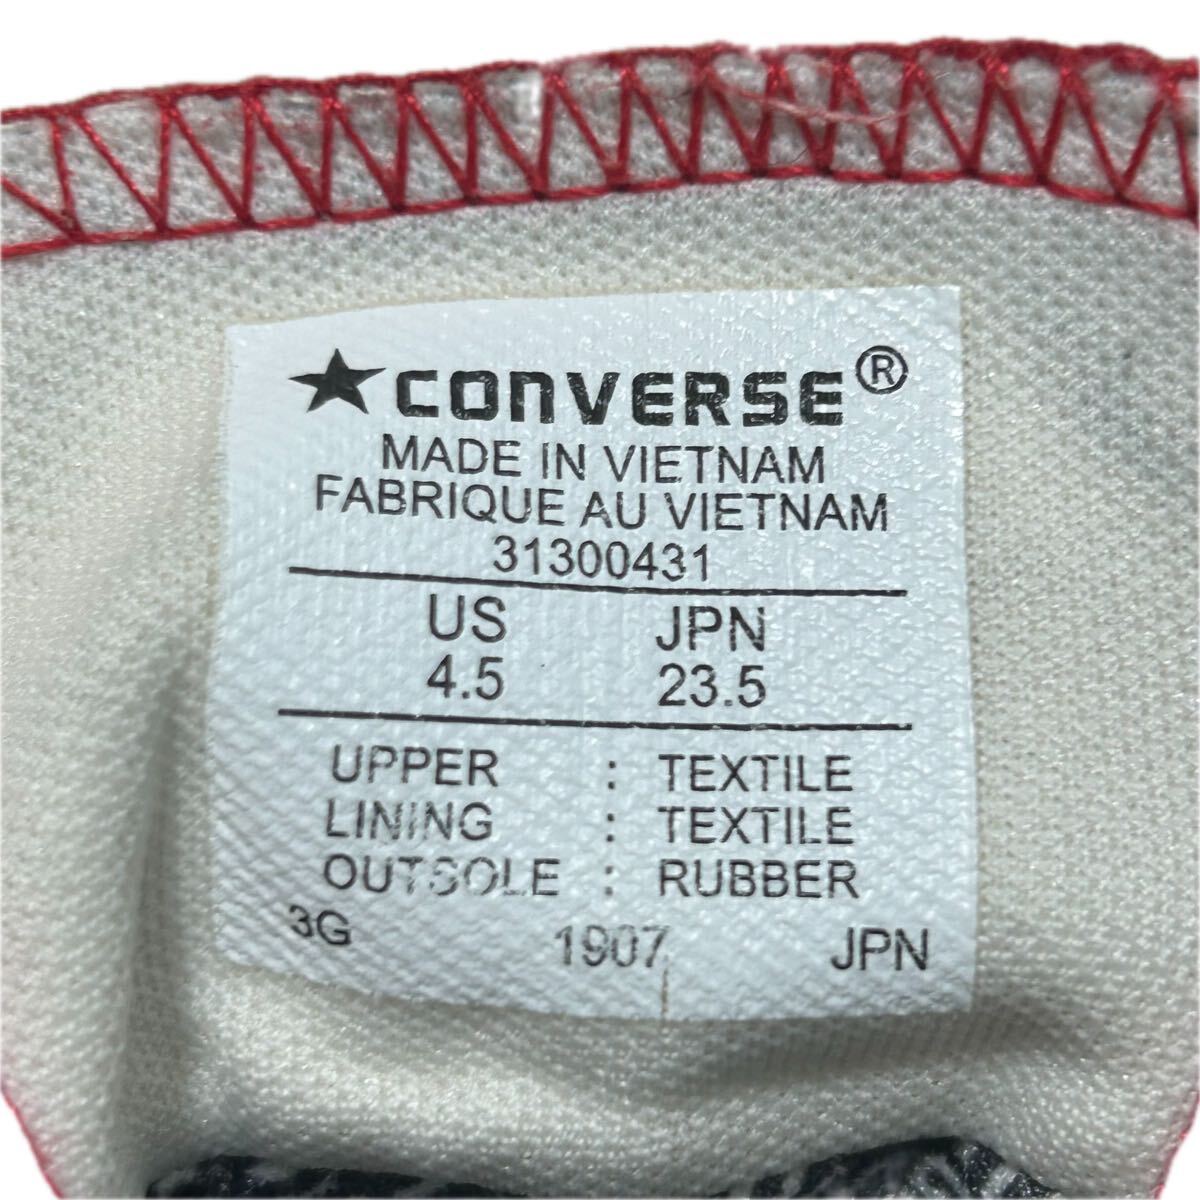 ★CONVERSE®
MADE IN VIETNAM
FABRIQUE AU VIETNAM
31300431
US JPN
4.5 23.5
UPPER : TEXTILE
LINING : TEXTILE
OUTSOLE : RUBBER
3G 1907 JPN